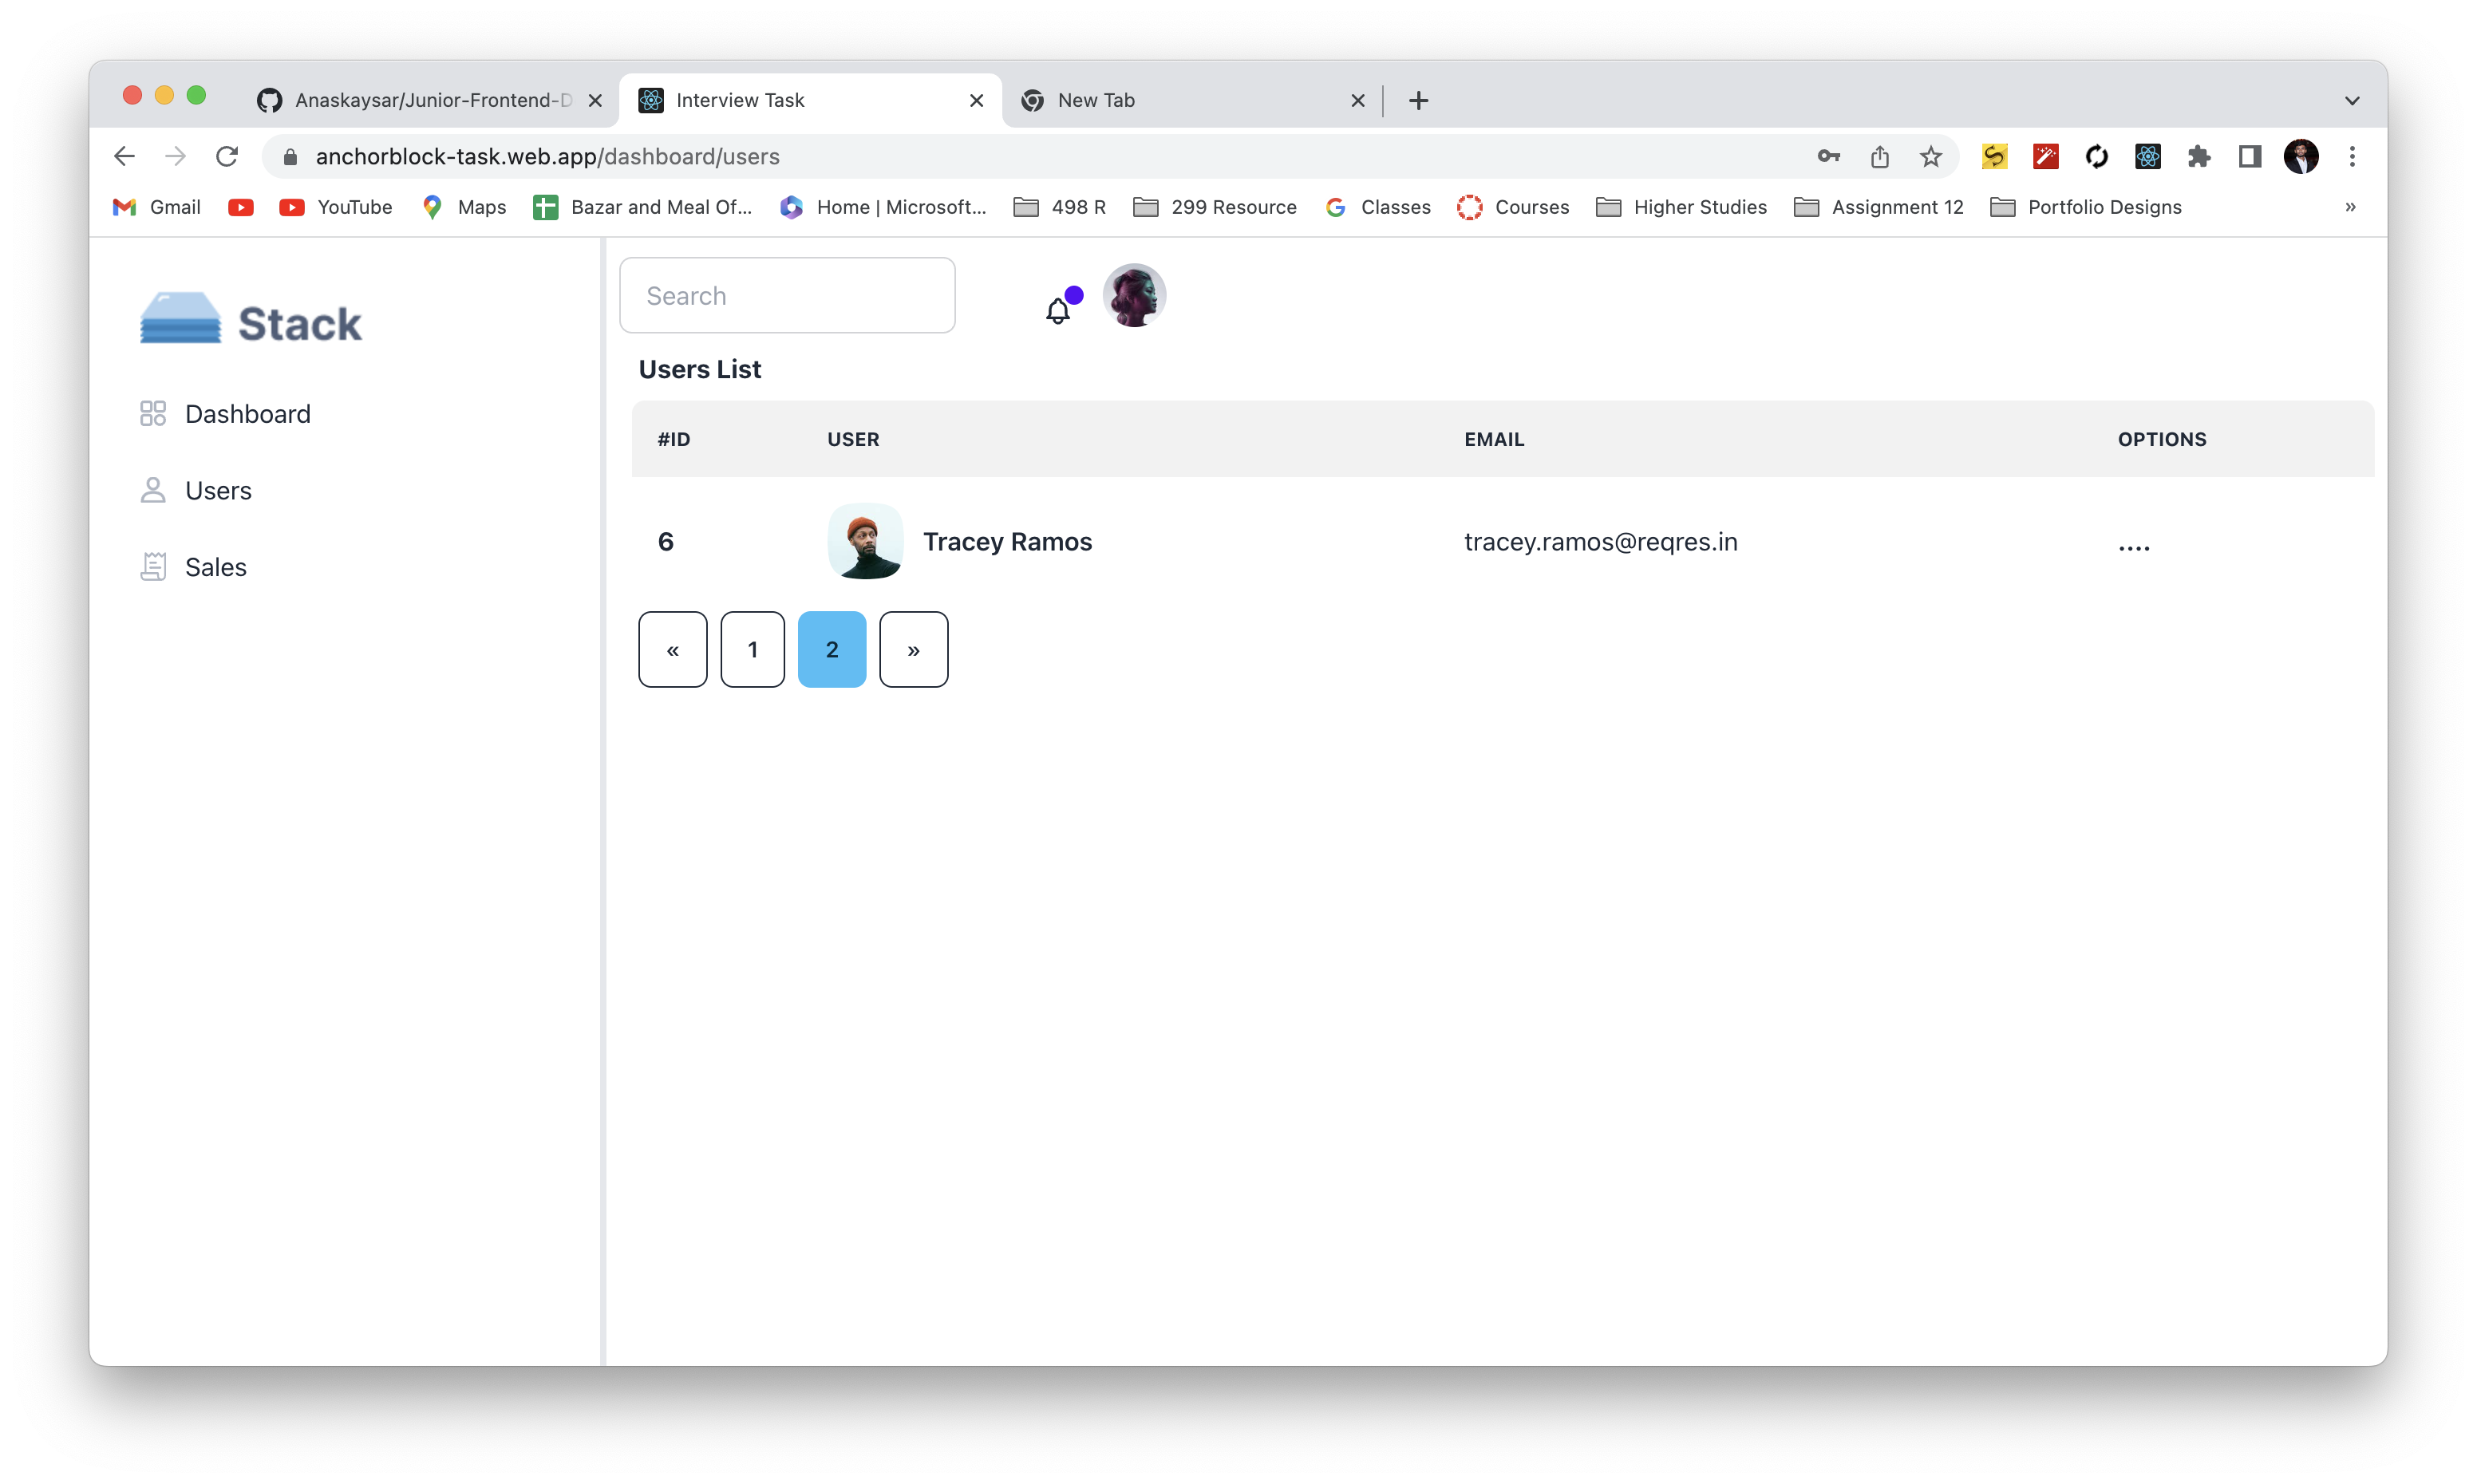 Anaskaysar/Junior-Frontend-D
Interview Task
New Tab
anchorblock-task.web.app/dashboard/users
Gmail
YouTube
Maps
Bazar and Meal Of...
Home | Microsoft...
498 R
299 Resource
Classes
Courses
Higher Studies
Assignment 12
Portfolio Designs
»
Stack
Dashboard
Users
Sales
Search
Users List
#ID USER EMAIL OPTIONS
6 Tracey Ramos tracey.ramos@reqres.in ....
« 1 2 »